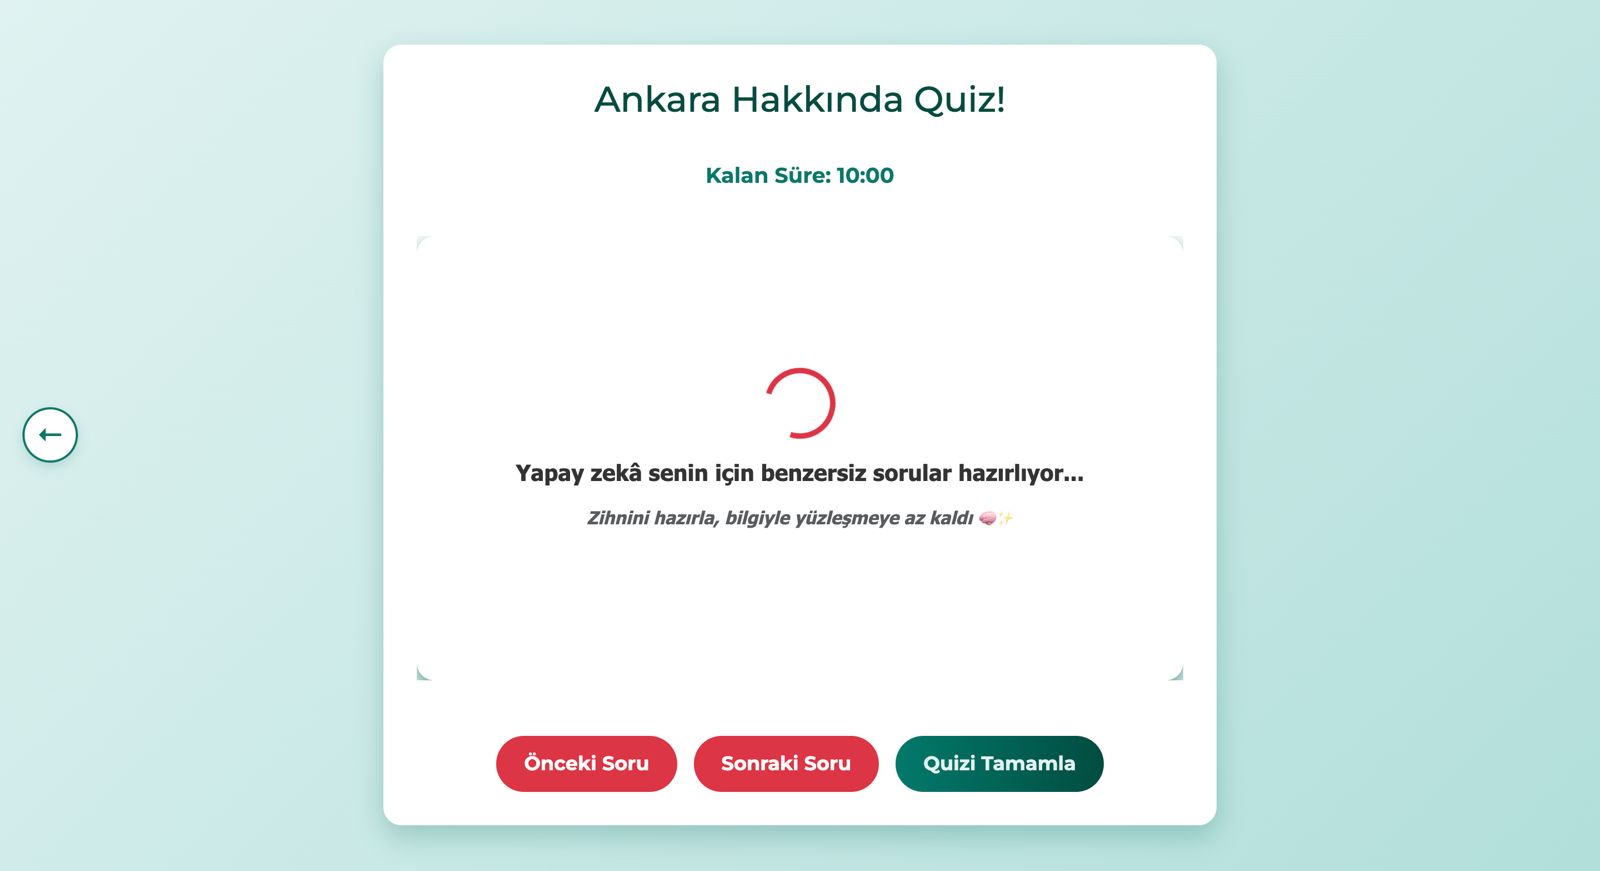 Ankara Hakkında Quiz!
Kalan Süre: 10:00
Yapay zekâ senin için benzersiz sorular hazırlıyor...
Zihnini hazırla, bilgiyle yüzleşmeye az kaldı 🧠✨
Önceki Soru
Sonraki Soru
Quizi Tamamla